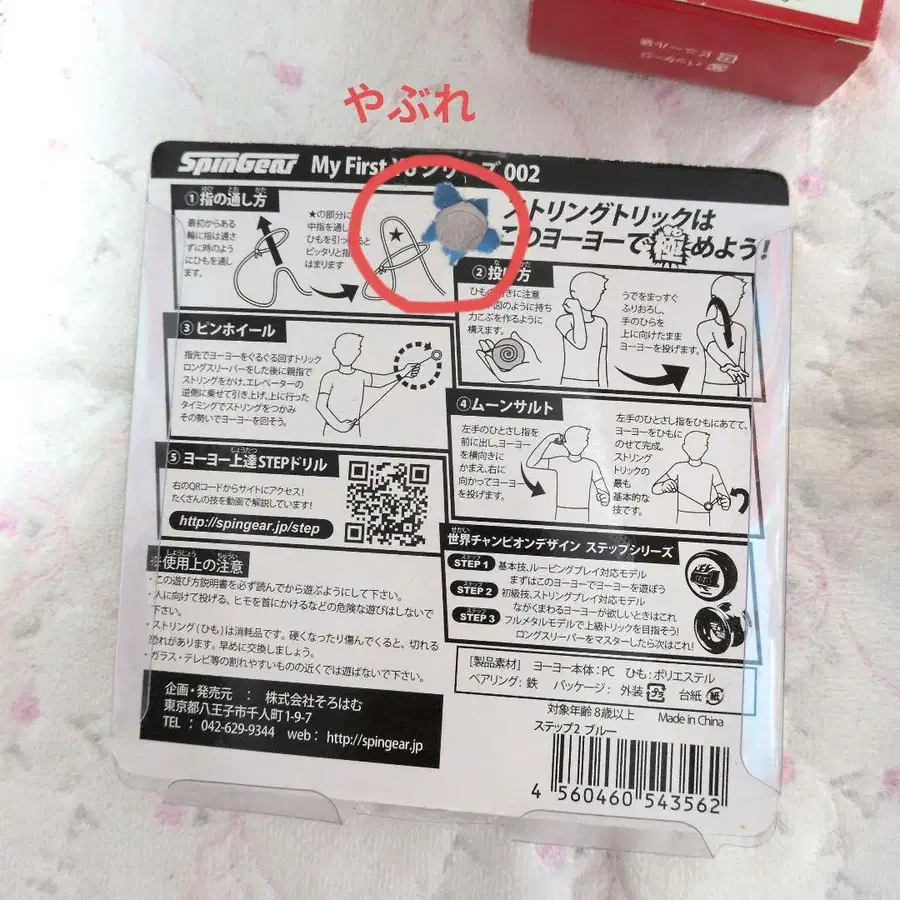 やぶれ
SPINGEAR My First Yo シリーズ 002
①指の通し方
最初からある
輪に指は通さ
ずに時のよう
にひもを通し
ます。
★の部分に
中指を通し
ひもを引っ
ピッタリと指
はまります
ストリングトリックは
このヨーヨーで極めよう!
②投げ方
きに注意
図のように持ち
力こぶを作るように
構えます。
うでをまっすぐ
ふりおろし、
手のひらを
上に向けたまま
ヨーヨーを投げます。
③ピンホイール
指先でヨーヨーをぐるぐる回すトリック
ロングスリーパーをした後に親指で
ストリングをかけ、エレベーターの
逆側に乗せて引き上げ、上に行った
タイミングでストリングをつかみ
その勢いでヨーヨーを回そう。
④ムーンサルト
左手のひとさし指を
前に出し、ヨーヨー
を横向きに
かまえ、右に
向かってヨーヨー
を投げます。
左手のひとさし指をひもにあてて、
ヨーヨーをひもに
のせて完成。
ストリング
トリックの
最も
基本的な
技です。
⑤ヨーヨー上達STEPドリル
じょうたつ
右のQRコードからサイトにアクセス!
たくさんの技を動画で解説しています!
http://spingear.jp/step
世界チャンピオンデザイン ステップシリーズ
せかい
ステップ
STEP 1 基本技、ルーピングプレイ対応モデル
まずはこのヨーヨーでヨーヨーを遊ぼう
ステップ
STEP 2 初級技、ストリングプレイ対応モデル
ながくまわるヨーヨーが欲しいときはこれ
ステップ
STEP 3 フルメタルモデルで上級トリックを目指そう!
ロングスリーパーをマスターしたら次はこれ!
しようじょう ちゅうい
※使用上の注意
・この遊び方説明書を必ず読んでから遊ぶようにして下さい。
・人に向けて投げる、ヒモを首にかけるなどの危険な遊びはしないで
下さい。
・ストリング(ひも)は消耗品です。硬くなったり傷んでくると、切れる
恐れがあります。早めに交換しましょう。
・ガラス・テレビ等の割れやすいものの近くでは遊ばないで下さい。
[製品素材] ヨーヨー本体:PC ひも:ポリエステル
ベアリング:鉄 パッケージ: 外装 プラ 台紙 紙
企画・発売元 : 株式会社そろはむ
東京都八王子市千人町1-9-7
TEL : 042-629-9344 web: http://spingear.jp
対象年齢 8歳以上 Made in China
ステップ2 ブルー
4 560460 543562